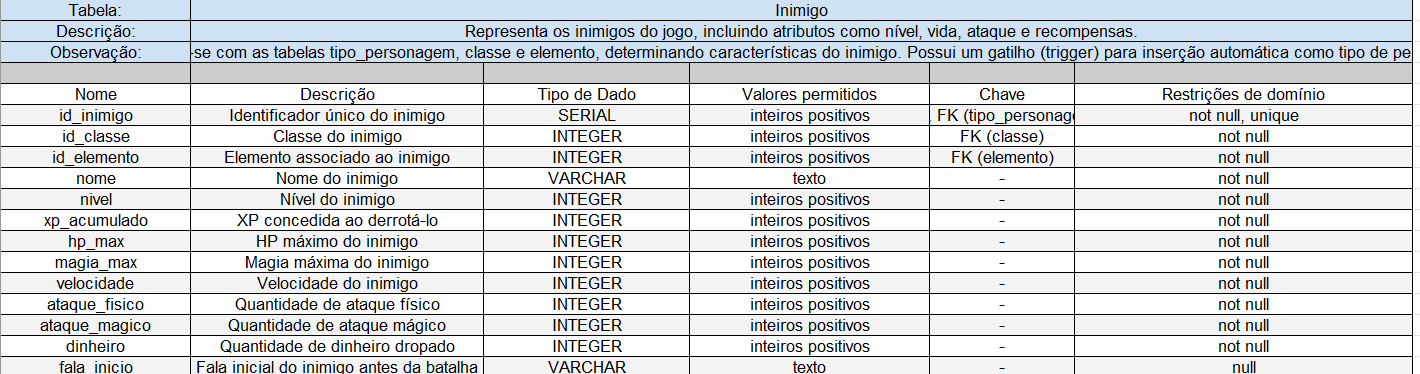 Tabela: Inimigo
Descrição: Representa os inimigos do jogo, incluindo atributos como nível, vida, ataque e recompensas.
Observação: -se com as tabelas tipo_personagem, classe e elemento, determinando características do inimigo. Possui um gatilho (trigger) para inserção automática como tipo de pe
Nome Descrição Tipo de Dado Valores permitidos Chave Restrições de domínio
id_inimigo Identificador único do inimigo SERIAL inteiros positivos , FK (tipo_personag not null, unique
id_classe Classe do inimigo INTEGER inteiros positivos FK (classe) not null
id_elemento Elemento associado ao inimigo INTEGER inteiros positivos FK (elemento) not null
nome Nome do inimigo VARCHAR texto - not null
nivel Nível do inimigo INTEGER inteiros positivos - not null
xp_acumulado XP concedida ao derrotá-lo INTEGER inteiros positivos - not null
hp_max HP máximo do inimigo INTEGER inteiros positivos - not null
magia_max Magia máxima do inimigo INTEGER inteiros positivos - not null
velocidade Velocidade do inimigo INTEGER inteiros positivos - not null
ataque_fisico Quantidade de ataque físico INTEGER inteiros positivos - not null
ataque_magico Quantidade de ataque mágico INTEGER inteiros positivos - not null
dinheiro Quantidade de dinheiro dropado INTEGER inteiros positivos - not null
fala_inicio Fala inicial do inimigo antes da batalha VARCHAR texto - null